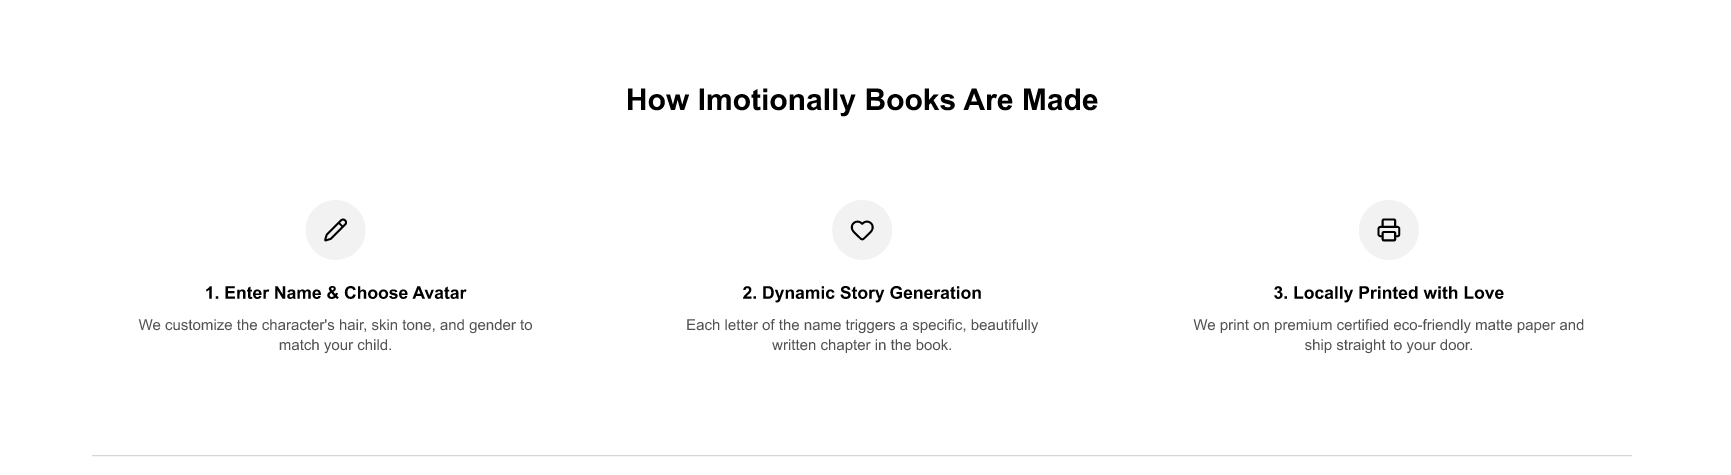 How Imotionally Books Are Made
1. Enter Name & Choose Avatar
We customize the character's hair, skin tone, and gender to
match your child.
2. Dynamic Story Generation
Each letter of the name triggers a specific, beautifully
written chapter in the book.
3. Locally Printed with Love
We print on premium certified eco-friendly matte paper and
ship straight to your door.